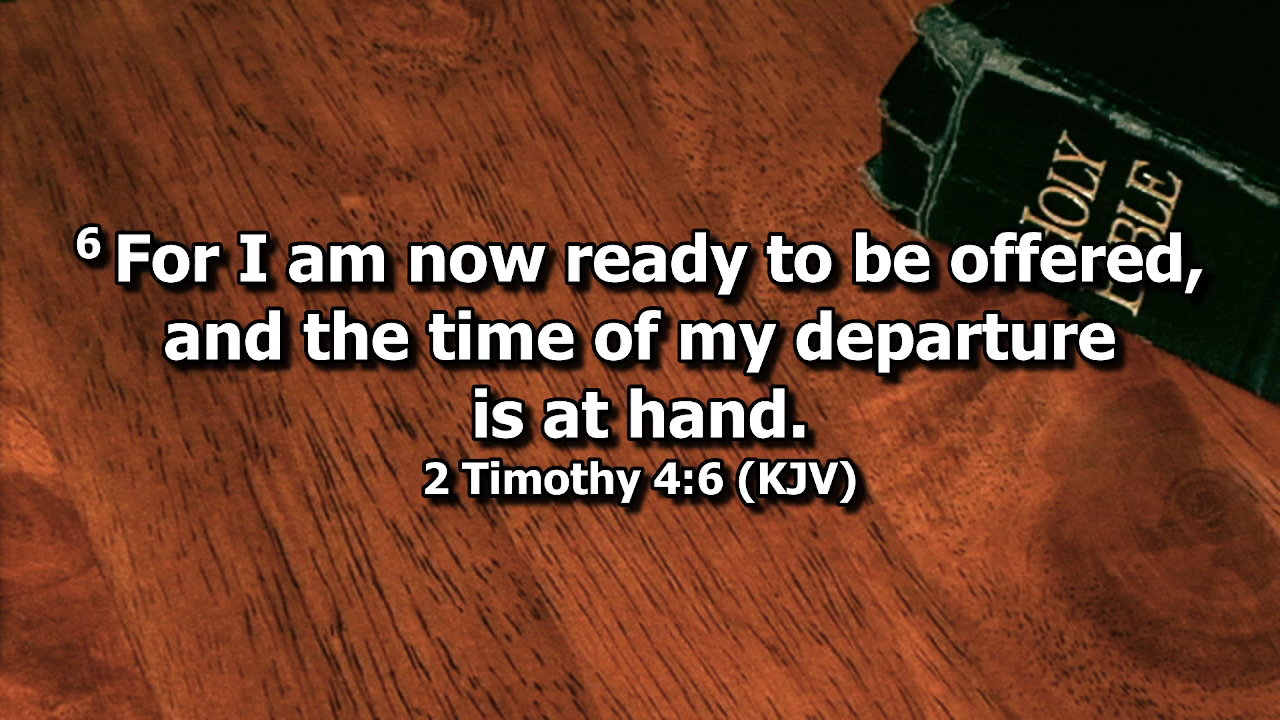 ⁶ For I am now ready to be offered,
and the time of my departure
is at hand.
2 Timothy 4:6 (KJV)
HOLY
BIBLE